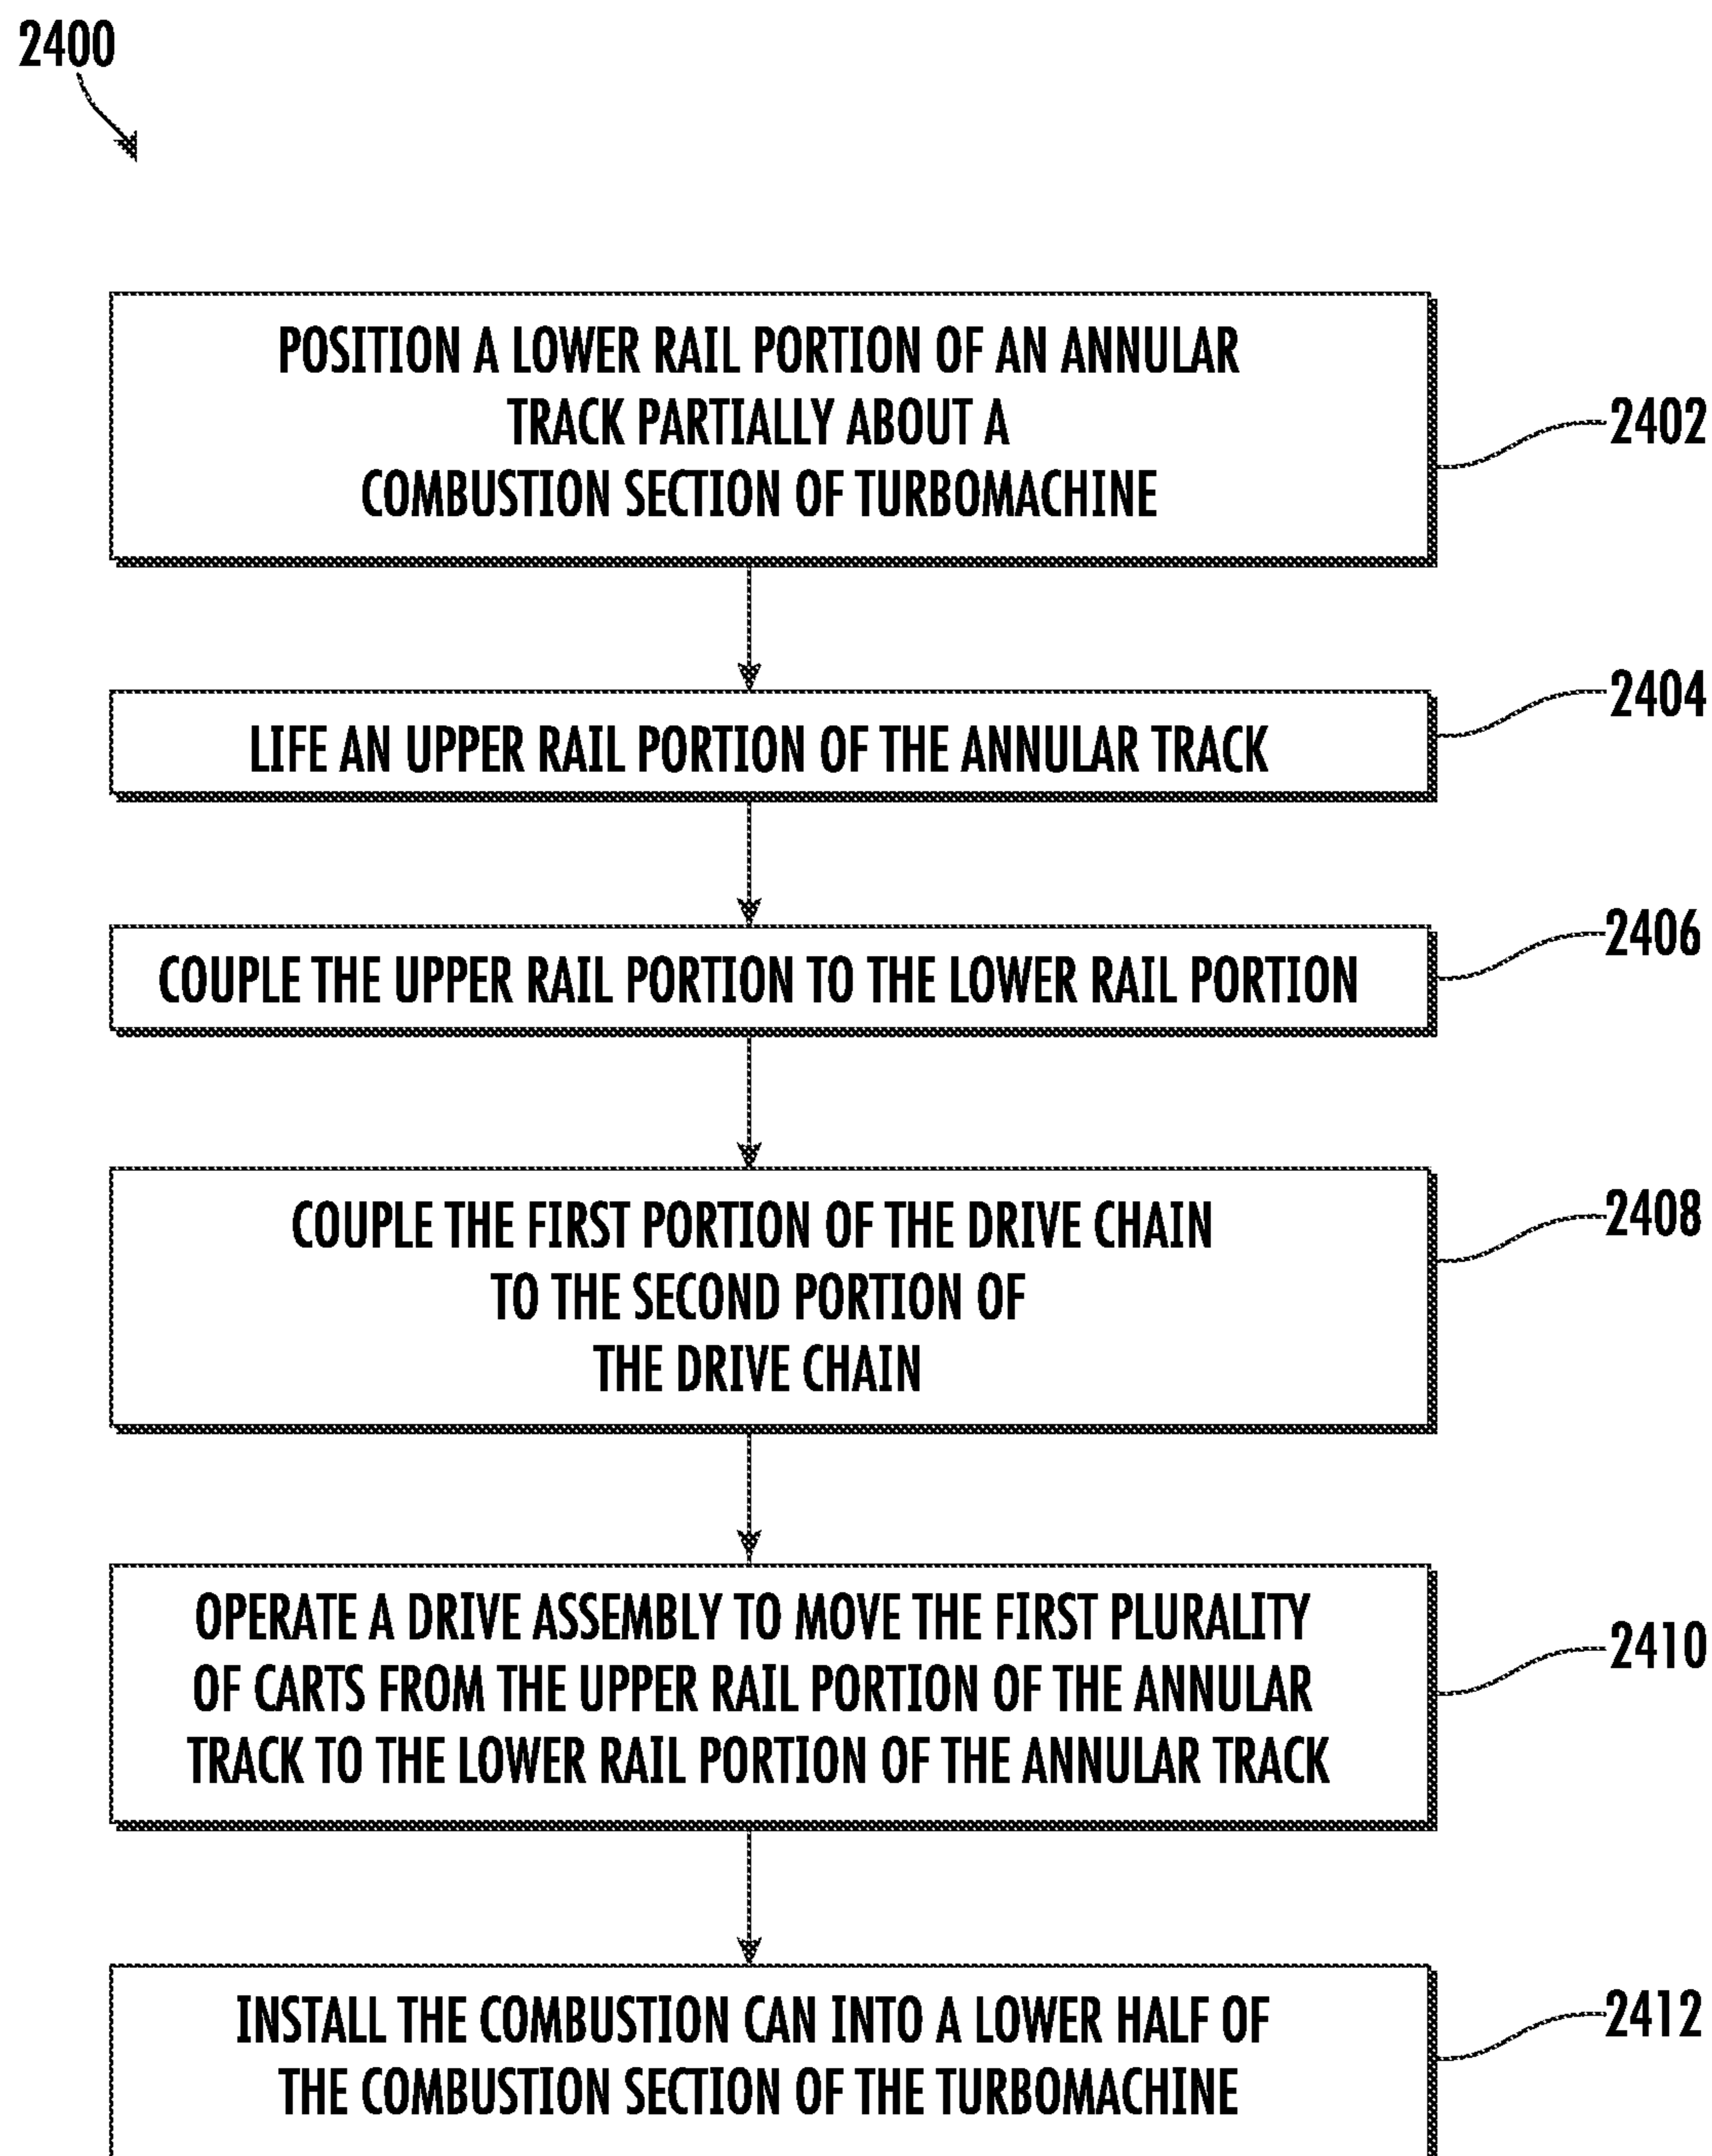 2400
POSITION A LOWER RAIL PORTION OF AN ANNULAR
TRACK PARTIALLY ABOUT A
COMBUSTION SECTION OF TURBOMACHINE
2402
LIFE AN UPPER RAIL PORTION OF THE ANNULAR TRACK
2404
COUPLE THE UPPER RAIL PORTION TO THE LOWER RAIL PORTION
2406
COUPLE THE FIRST PORTION OF THE DRIVE CHAIN
TO THE SECOND PORTION OF
THE DRIVE CHAIN
2408
OPERATE A DRIVE ASSEMBLY TO MOVE THE FIRST PLURALITY
OF CARTS FROM THE UPPER RAIL PORTION OF THE ANNULAR
TRACK TO THE LOWER RAIL PORTION OF THE ANNULAR TRACK
2410
INSTALL THE COMBUSTION CAN INTO A LOWER HALF OF
THE COMBUSTION SECTION OF THE TURBOMACHINE
2412